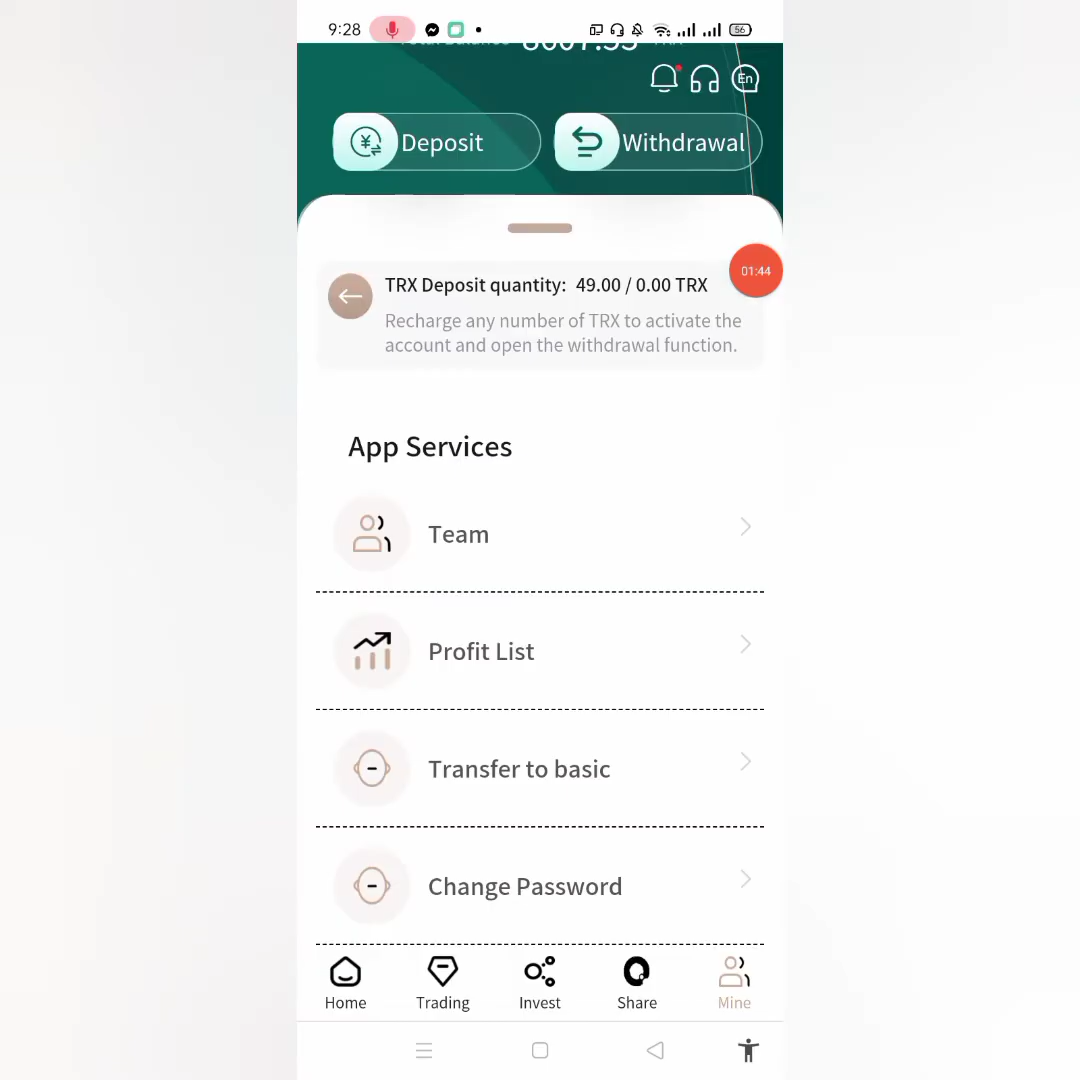 9:28
56
En
Deposit
Withdrawal
01:44
TRX Deposit quantity: 49.00 / 0.00 TRX
Recharge any number of TRX to activate the
account and open the withdrawal function.
App Services
Team
Profit List
Transfer to basic
Change Password
Home
Trading
Invest
Share
Mine